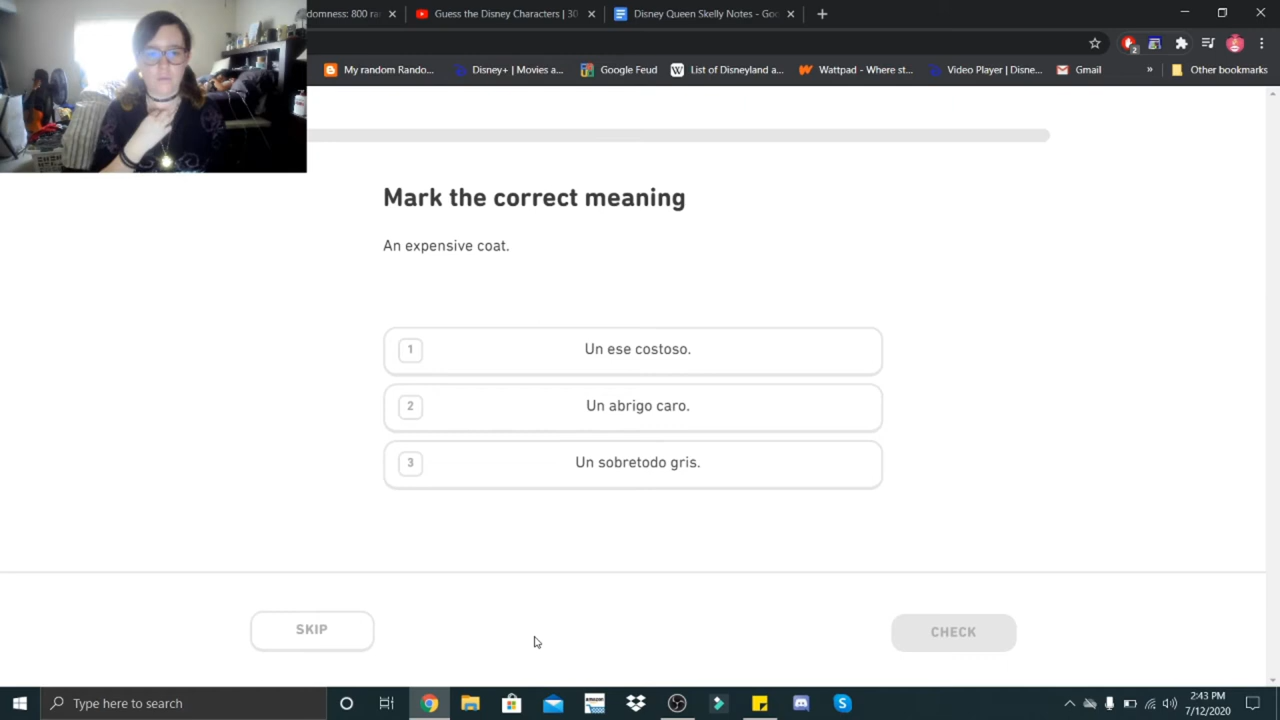 domness: 800 ra
Guess the Disney Characters | 30
Disney Queen Skelly Notes - Goo
2
My random Rando...
Disney+ | Movies a...
Google Feud
List of Disneyland a...
Wattpad - Where st...
Video Player | Disne...
Gmail
»
Other bookmarks
Mark the correct meaning
An expensive coat.
1 Un ese costoso.
2 Un abrigo caro.
3 Un sobretodo gris.
SKIP
CHECK
Type here to search
2:43 PM
7/12/2020